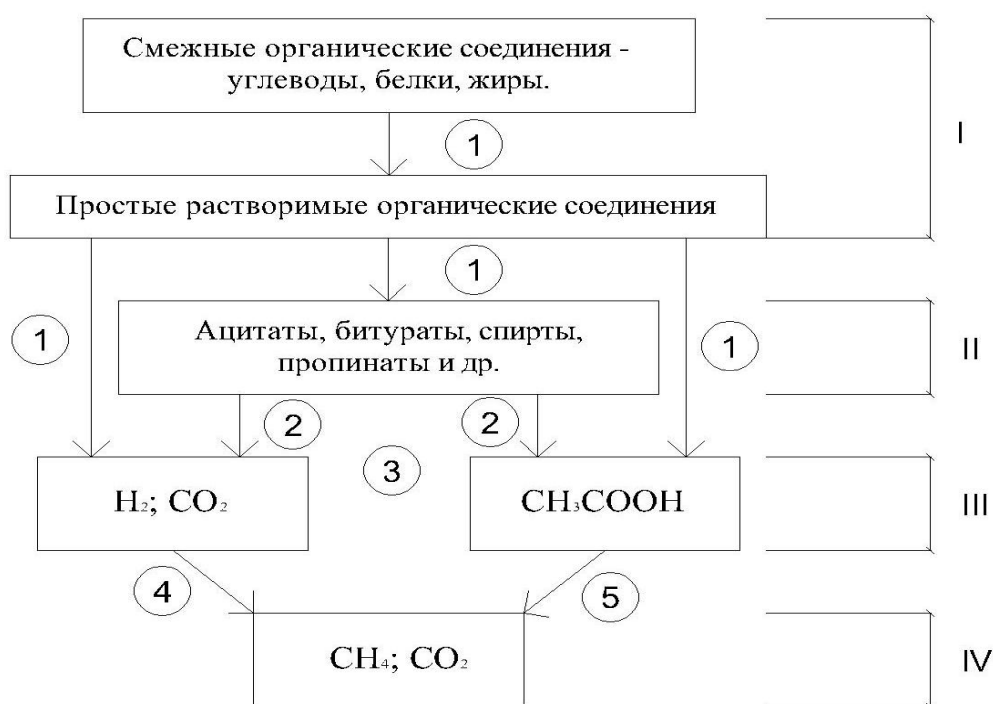 Смежные органические соединения -
углеводы, белки, жиры.
1
I
Простые растворимые органические соединения
1
1
Ацитаты, битураты, спирты,
пропинаты и др.
1
II
2
2
3
H₂; CO₂
CH₃COOH
III
4
5
CH₄; CO₂
IV